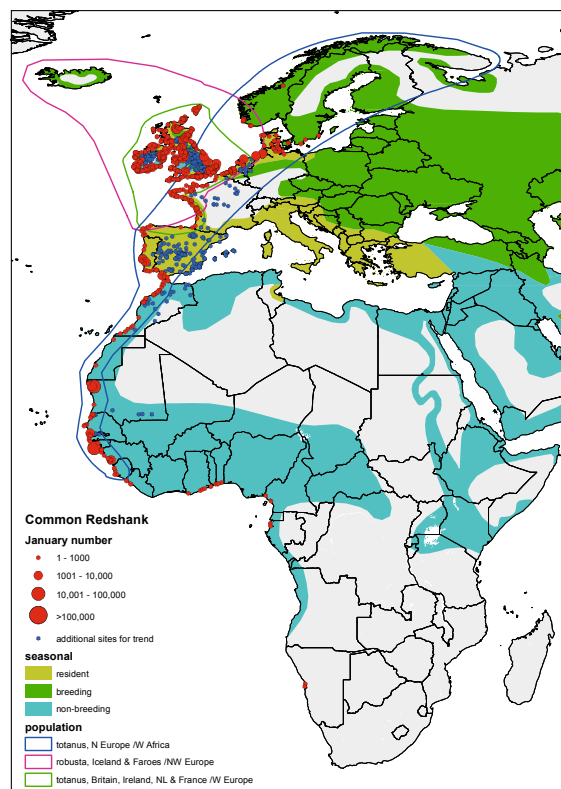 Common Redshank
January number
1 - 1000
1001 - 10,000
10,001 - 100,000
>100,000
additional sites for trend
seasonal
resident
breeding
non-breeding
population
totanus, N Europe /W Africa
robusta, Iceland & Faroes /NW Europe
totanus, Britain, Ireland, NL & France /W Europe